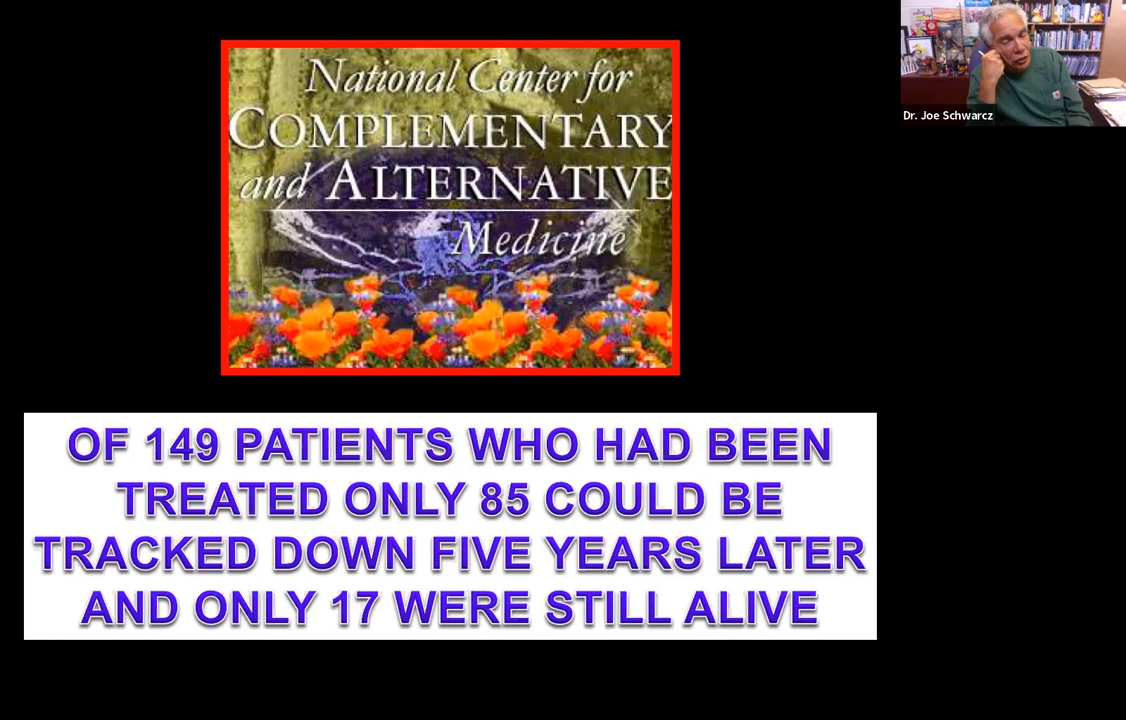 National Center for
COMPLEMENTARY
and ALTERNATIVE
Medicine
OF 149 PATIENTS WHO HAD BEEN
TREATED ONLY 85 COULD BE
TRACKED DOWN FIVE YEARS LATER
AND ONLY 17 WERE STILL ALIVE
Dr. Joe Schwarcz